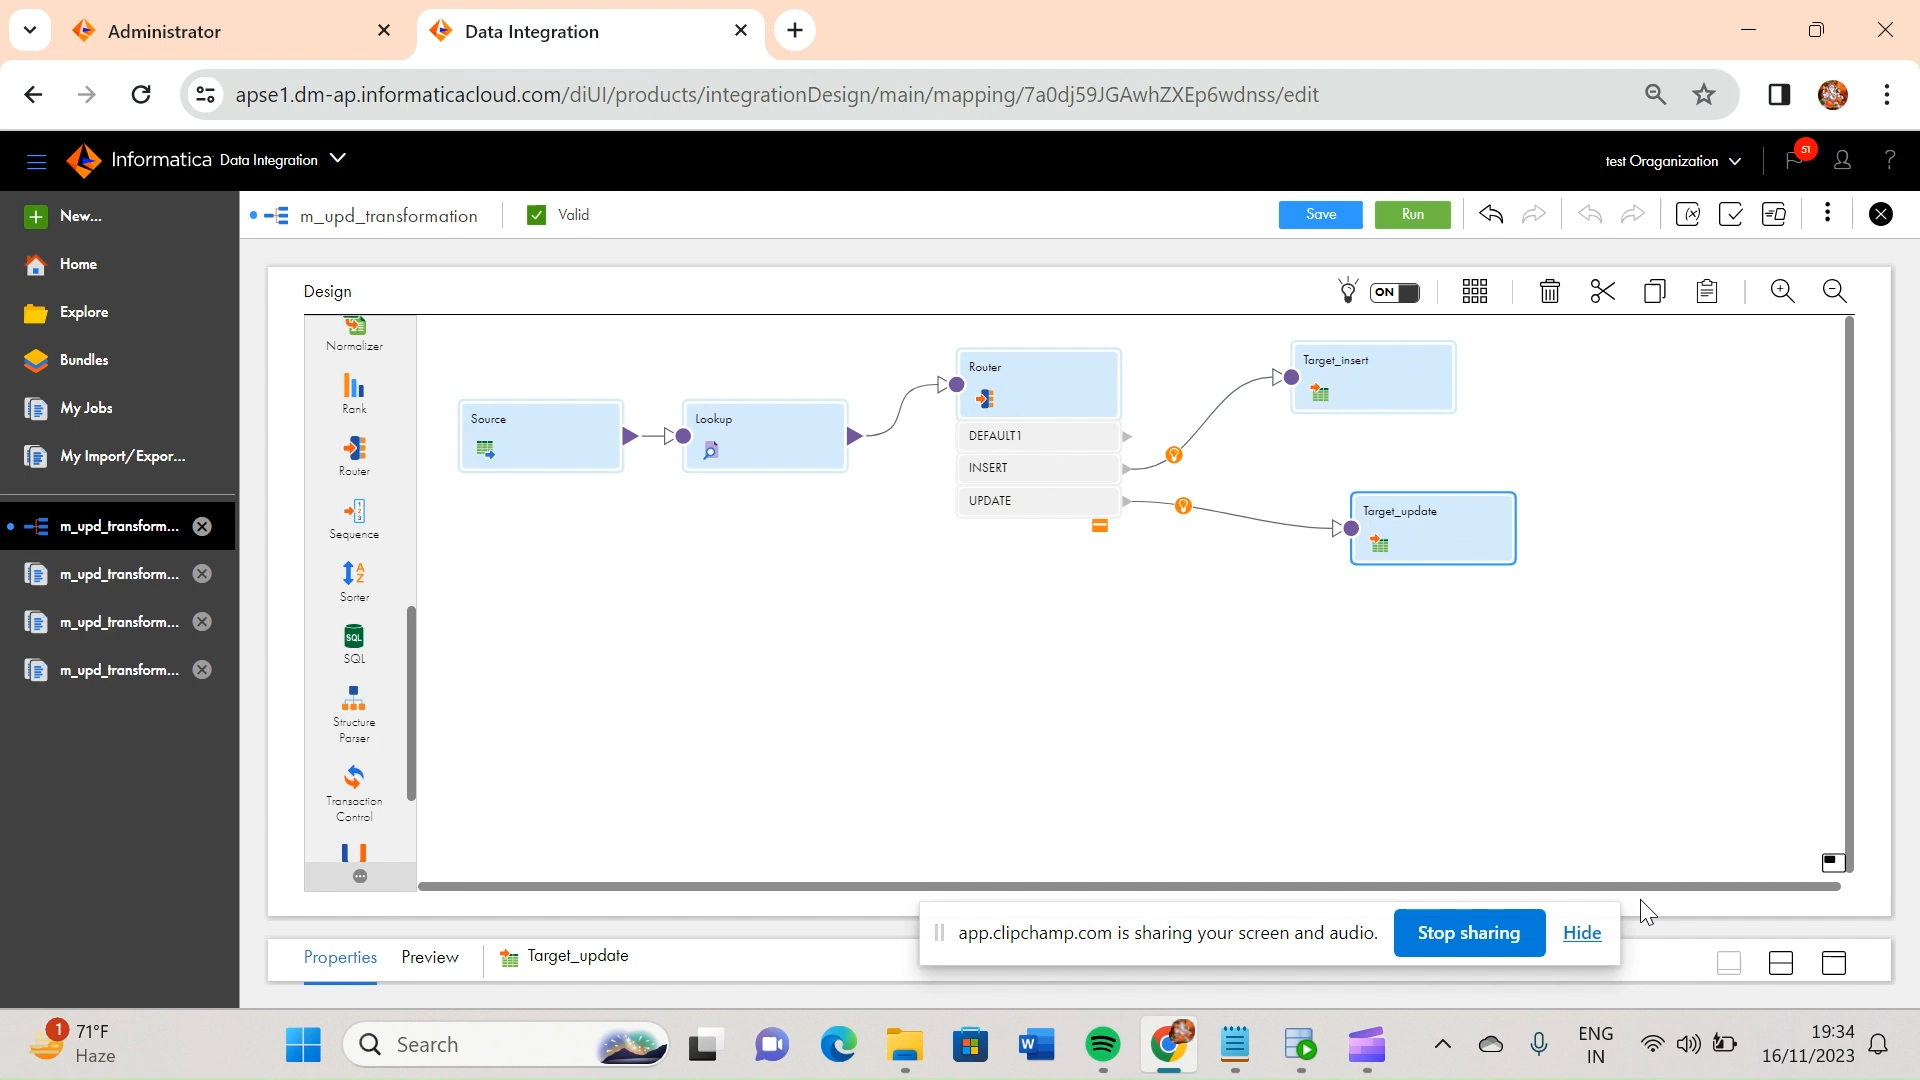 Administrator
Data Integration
apse1.dm-ap.informaticacloud.com/diUI/products/integrationDesign/main/mapping/7a0dj59JGAwhZXEp6wdnss/edit
Informatica Data Integration
test Oraganization
51
?
New...
Home
Explore
Bundles
My Jobs
My Import/Expor...
m_upd_transform...
m_upd_transform...
m_upd_transform...
m_upd_transform...
m_upd_transformation
Valid
Save
Run
Design
ON
Normalizer
Rank
Router
Sequence
Sorter
SQL
SQL
Structure
Parser
Transaction
Control
Source
Lookup
Router
DEFAULT1
INSERT
UPDATE
Target_insert
Target_update
app.clipchamp.com is sharing your screen and audio.
Stop sharing
Hide
Properties
Preview
Target_update
1
71°F
Haze
Search
ENG
IN
19:34
16/11/2023